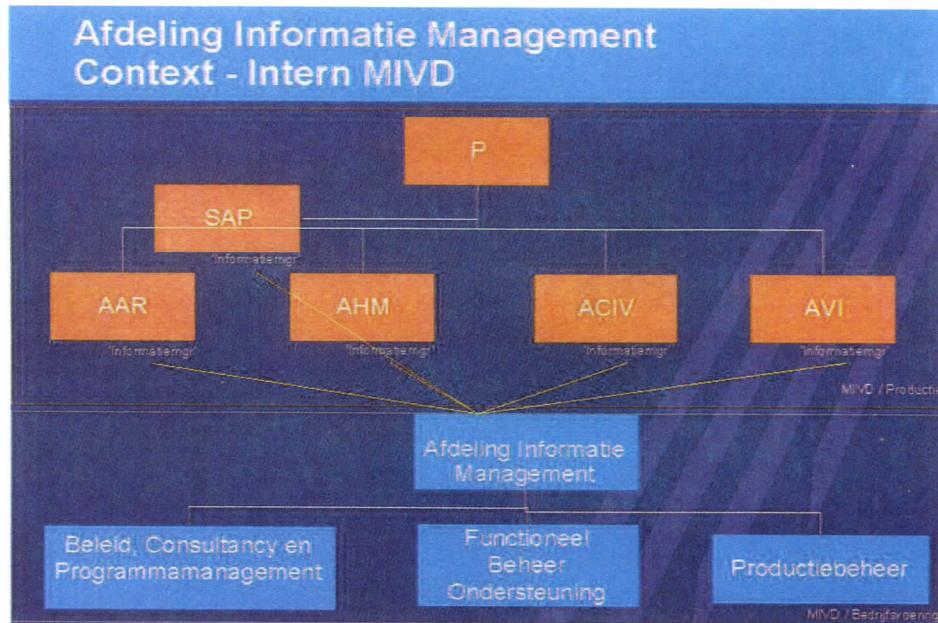 Afdeling Informatie Management
Context - Intern MIVD
P
SAP
"Informatiemgr"
AAR
AHM
ACIV
AVI
"Informatiemgr"
"Informatiemgr"
"Informatiemgr"
"Informatiemgr"
MIVD / Productie
Afdeling Informatie
Management
Beleid, Consultancy en
Programmamanagement
Functioneel
Beheer
Ondersteuning
Productiebeheer
MIVD / Bedrijfsvoering